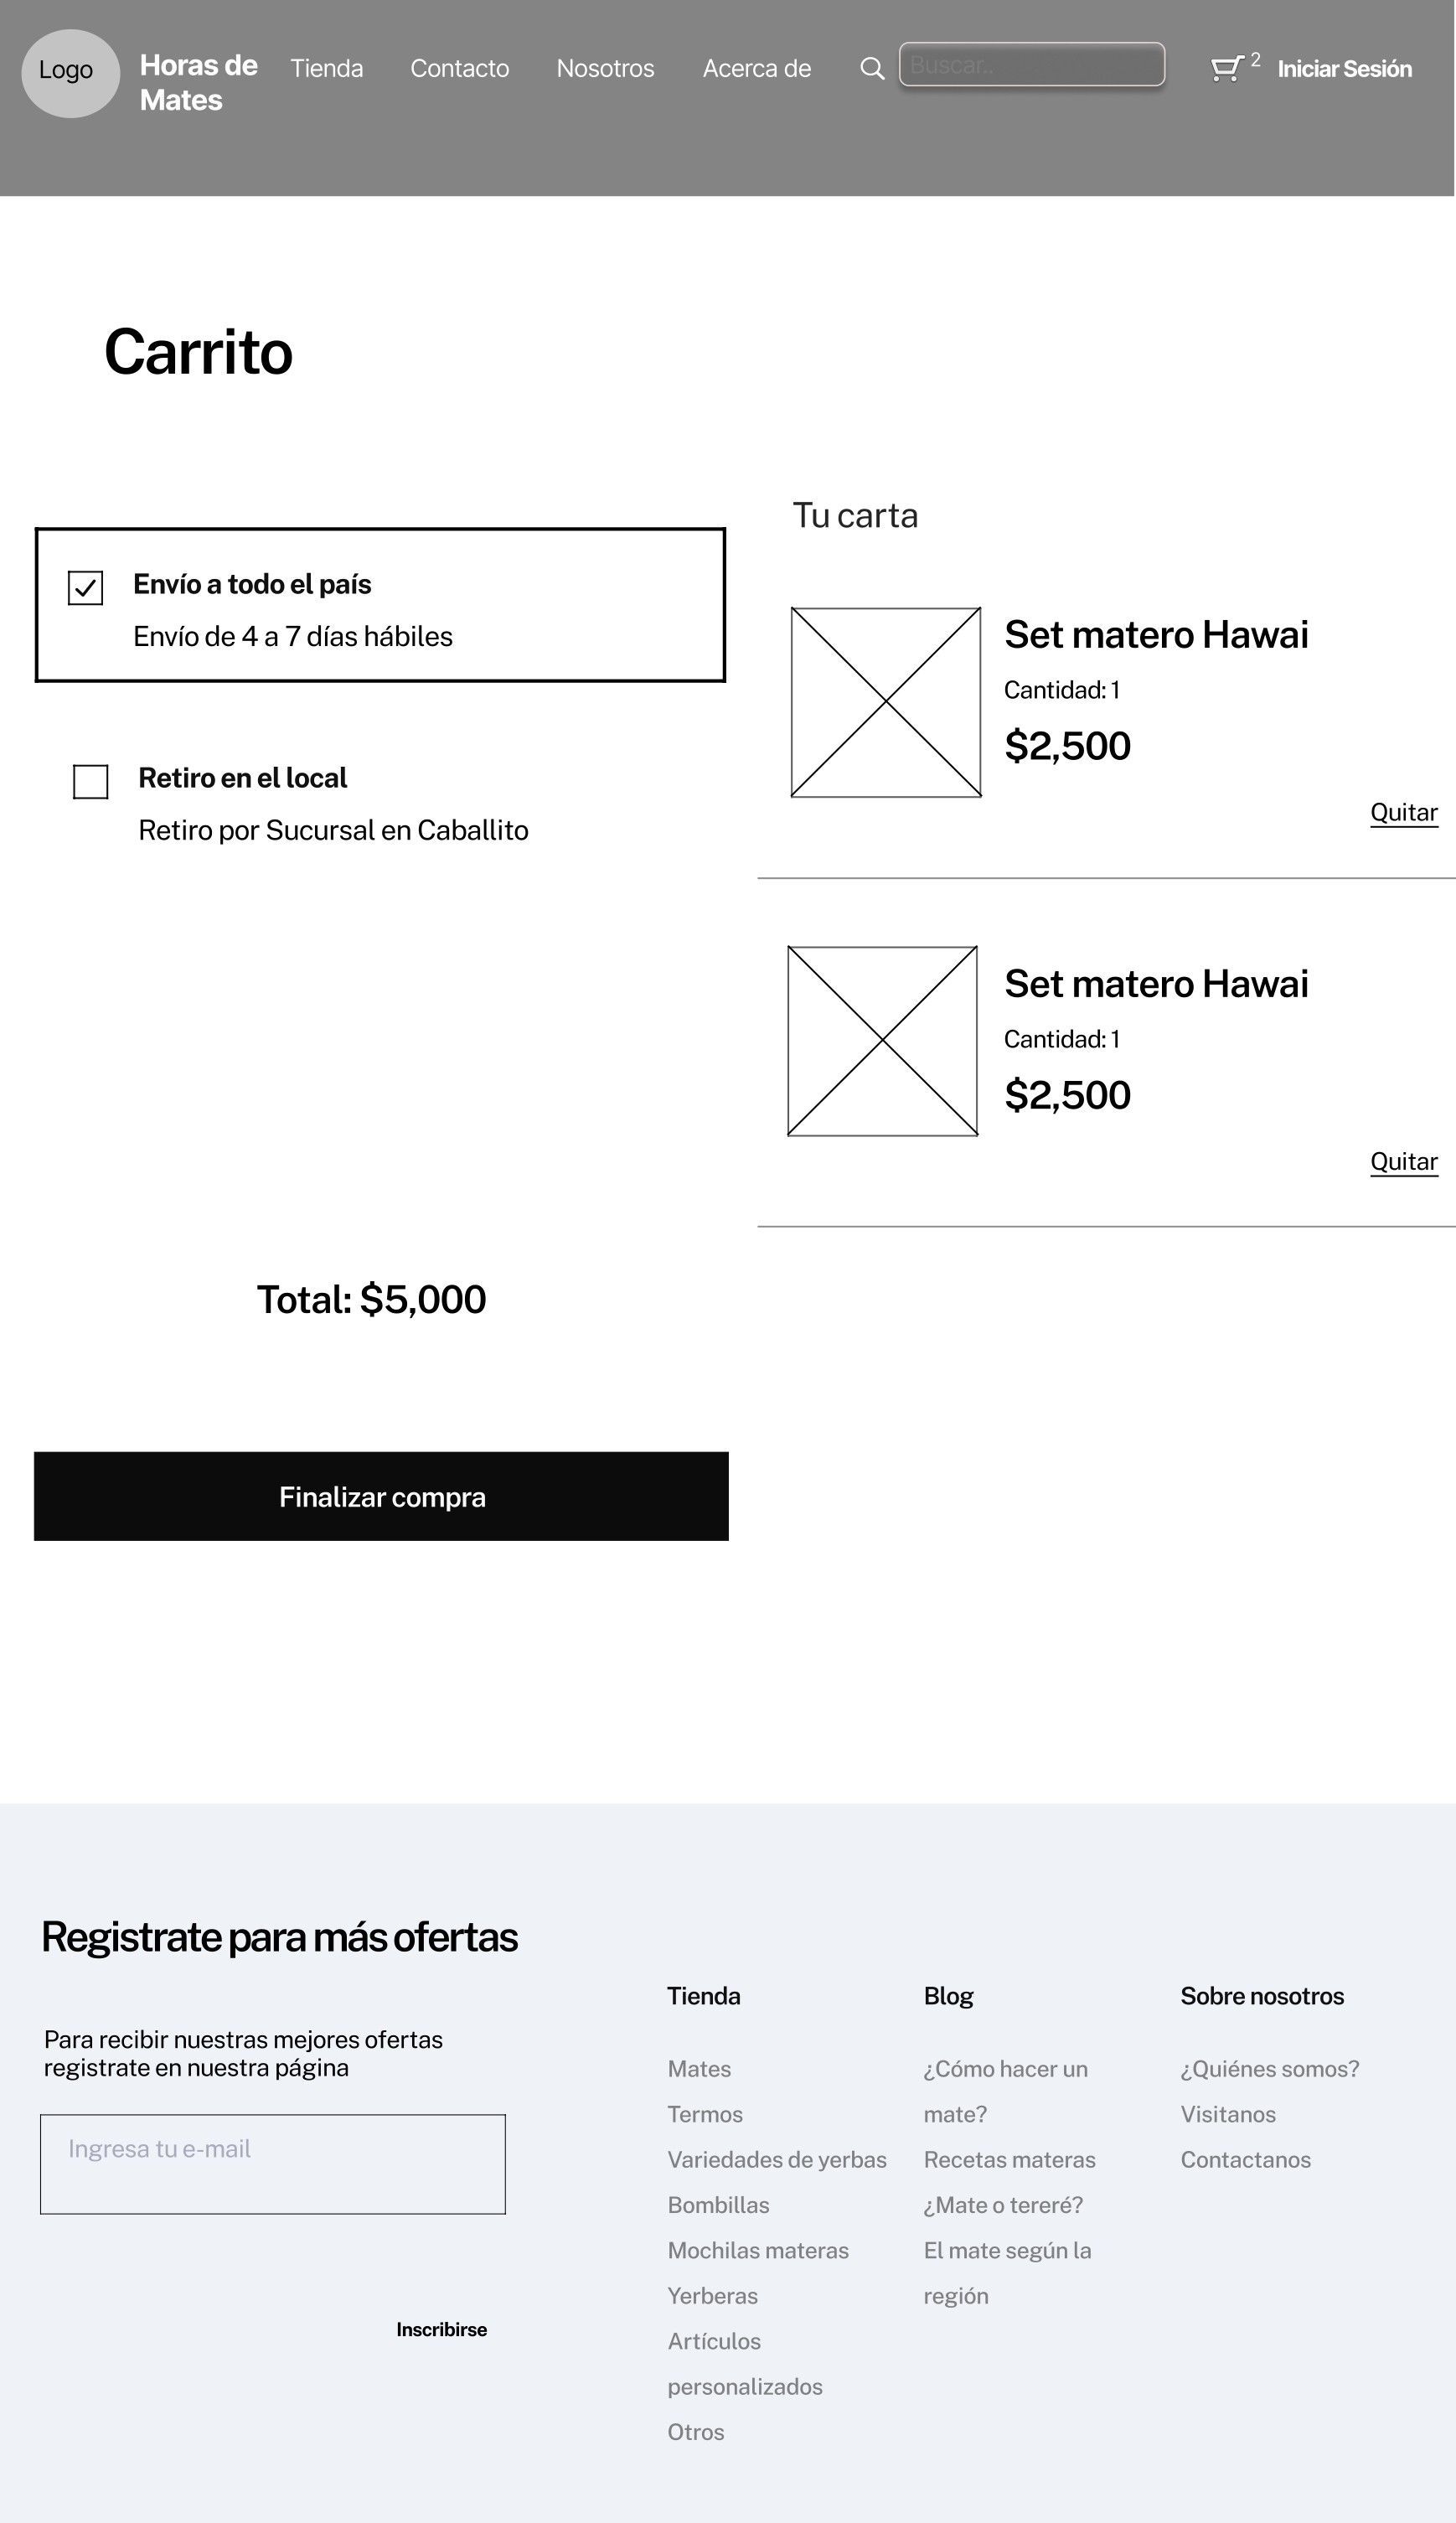 Logo
Horas de
Mates
Tienda
Contacto
Nosotros
Acerca de
Buscar..
2
Iniciar Sesión
Carrito
Envío a todo el país
Envío de 4 a 7 días hábiles
Retiro en el local
Retiro por Sucursal en Caballito
Tu carta
Set matero Hawai
Cantidad: 1
$2,500
Quitar
Set matero Hawai
Cantidad: 1
$2,500
Quitar
Total: $5,000
Finalizar compra
Registrate para más ofertas
Para recibir nuestras mejores ofertas
registrate en nuestra página
Ingresa tu e-mail
Inscribirse
Tienda
Mates
Termos
Variedades de yerbas
Bombillas
Mochilas materas
Yerberas
Artículos
personalizados
Otros
Blog
¿Cómo hacer un
mate?
Recetas materas
¿Mate o tereré?
El mate según la
región
Sobre nosotros
¿Quiénes somos?
Visitanos
Contactanos